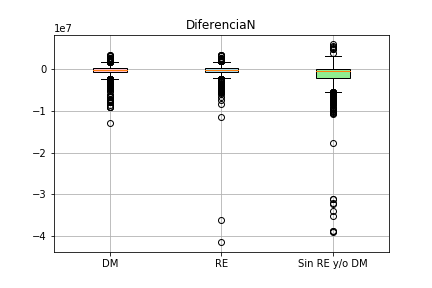 DiferenciaN
1e7
0
−1
−2
−3
−4
DM
RE
Sin RE y/o DM